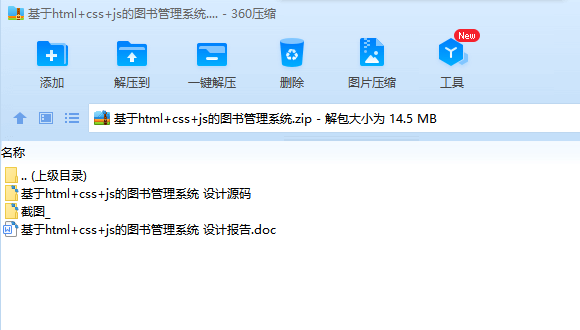 基于html+css+js的图书管理系统.... - 360压缩
New
添加 解压到 一键解压 删除 图片压缩 工具
基于html+css+js的图书管理系统.zip - 解包大小为 14.5 MB
名称
.. (上级目录)
基于html+css+js的图书管理系统 设计源码
截图_
基于html+css+js的图书管理系统 设计报告.doc